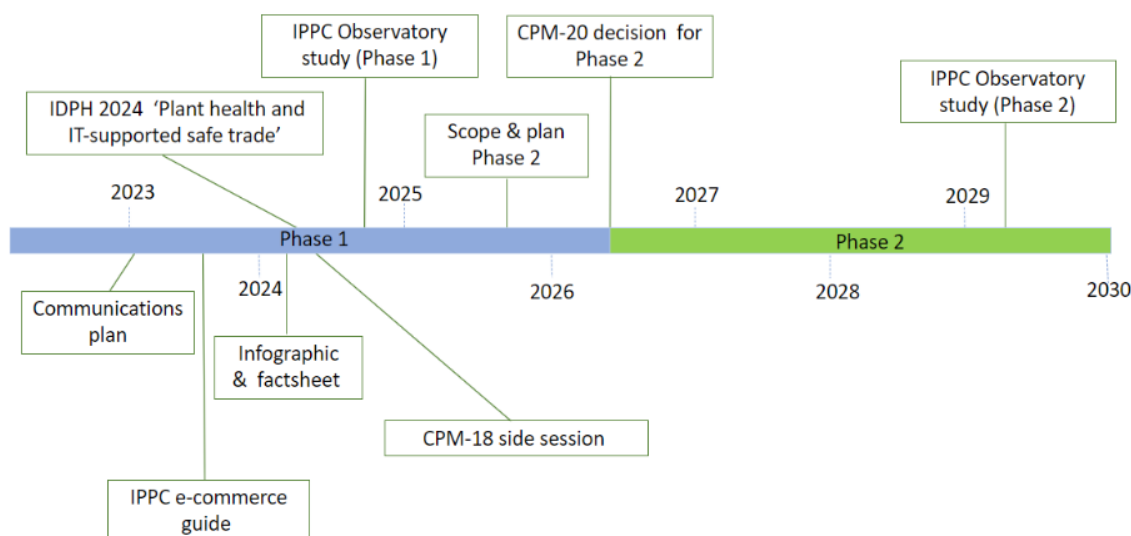 IPPC Observatory
study (Phase 1)
CPM-20 decision for
Phase 2
IPPC Observatory
study (Phase 2)
IDPH 2024 ‘Plant health and
IT-supported safe trade’
Scope & plan
Phase 2
2023
2025
2027
2029
Phase 1
Phase 2
2024
2026
2028
2030
Communications
plan
Infographic
& factsheet
CPM-18 side session
IPPC e-commerce
guide